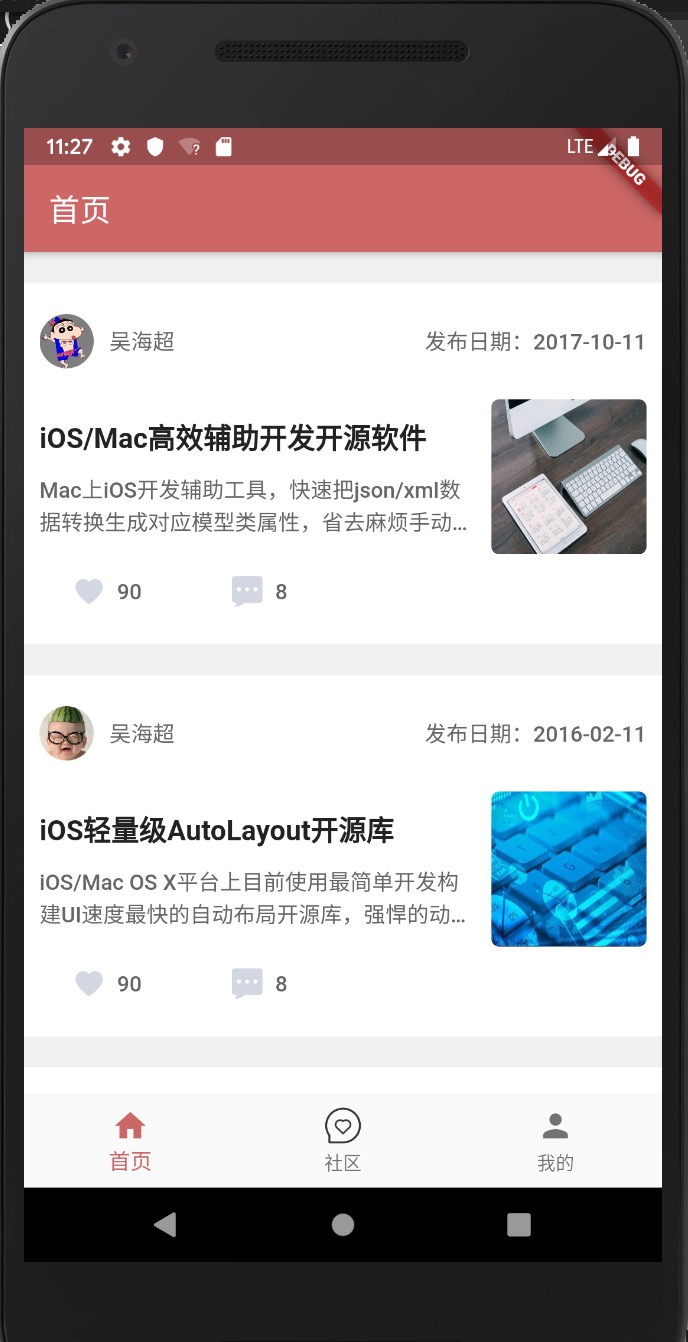 11:27
LTE
DEBUG
首页
吴海超
发布日期：2017-10-11
iOS/Mac高效辅助开发开源软件
Mac上iOS开发辅助工具，快速把json/xml数
据转换生成对应模型类属性，省去麻烦手动...
90
8
吴海超
发布日期：2016-02-11
iOS轻量级AutoLayout开源库
iOS/Mac OS X平台上目前使用最简单开发构
建UI速度最快的自动布局开源库，强悍的动...
90
8
首页
社区
我的